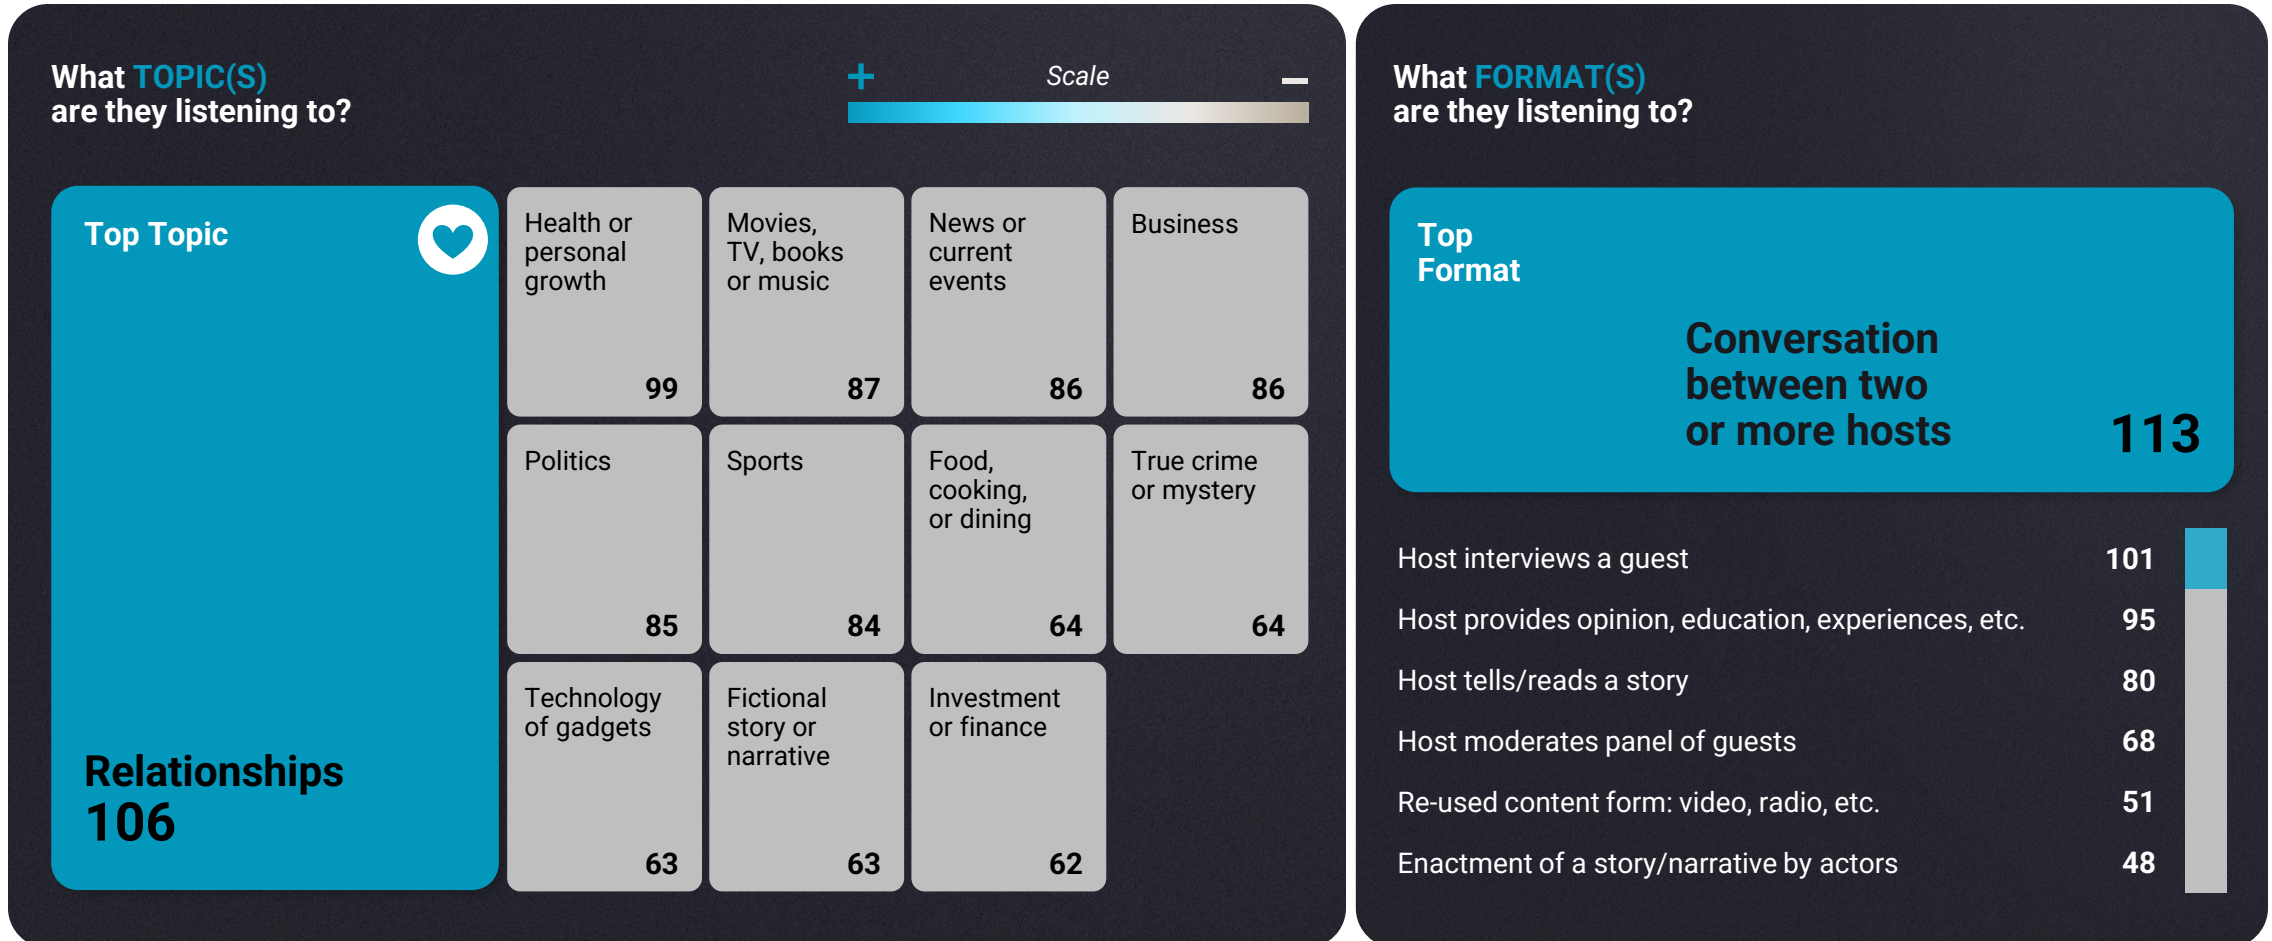 What TOPIC(S)
are they listening to?
+ Scale −
Top Topic
Relationships
106
Health or
personal
growth
99
Movies,
TV, books
or music
87
News or
current
events
86
Business
86
Politics
85
Sports
84
Food,
cooking,
or dining
64
True crime
or mystery
64
Technology
of gadgets
63
Fictional
story or
narrative
63
Investment
or finance
62
What FORMAT(S)
are they listening to?
Top
Format
Conversation
between two
or more hosts
113
Host interviews a guest 101
Host provides opinion, education, experiences, etc. 95
Host tells/reads a story 80
Host moderates panel of guests 68
Re-used content form: video, radio, etc. 51
Enactment of a story/narrative by actors 48